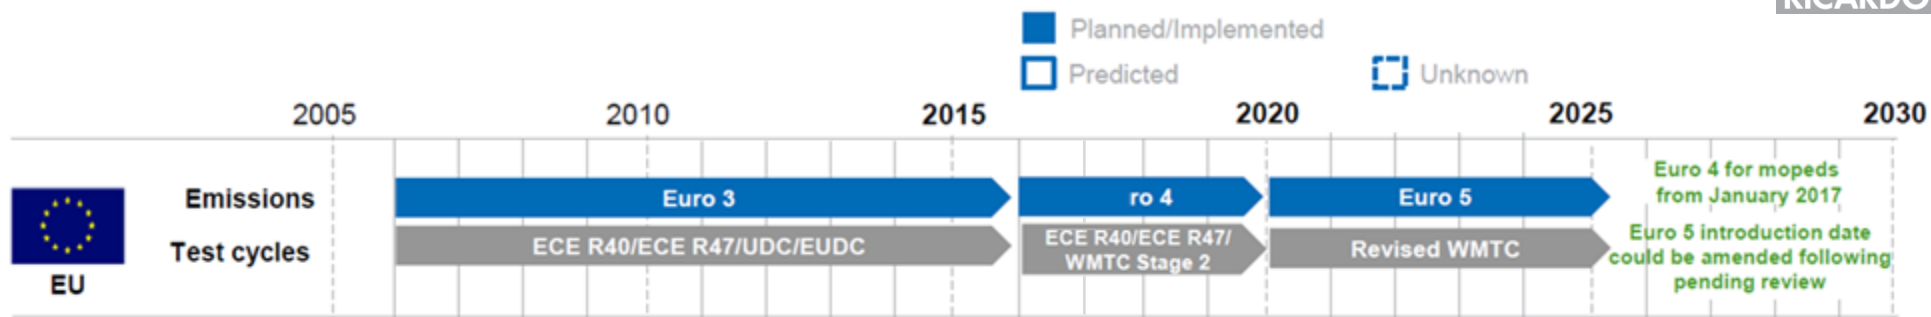 RICARDO
Planned/Implemented
Predicted
Unknown
2005 2010 2015 2020 2025 2030
Emissions
Euro 3
ro 4
Euro 5
Euro 4 for mopeds
from January 2017
Test cycles
ECE R40/ECE R47/UDC/EUDC
ECE R40/ECE R47/
WMTC Stage 2
Revised WMTC
Euro 5 introduction date
could be amended following
pending review
EU